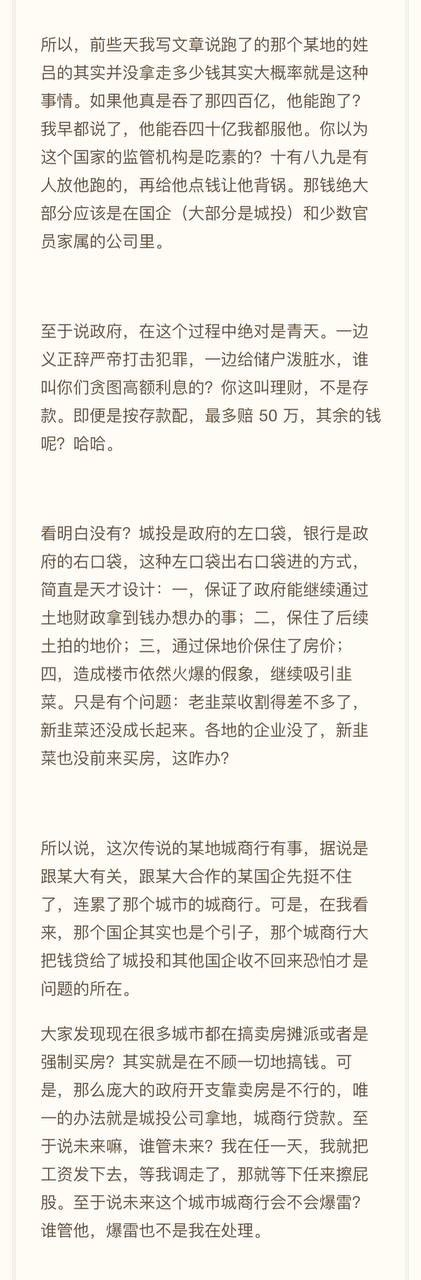 所以，前些天我写文章说跑了的那个某地的姓
吕的其实并没拿走多少钱其实大概率就是这种
事情。如果他真是吞了那四百亿，他能跑了？
我早都说了，他能吞四十亿我都服他。你以为
这个国家的监管机构是吃素的？十有八九是有
人放他跑的，再给他点钱让他背锅。那钱绝大
部分应该是在国企（大部分是城投）和少数官
员家属的公司里。
至于说政府，在这个过程中绝对是青天。一边
义正辞严帝打击犯罪，一边给储户泼脏水，谁
叫你们贪图高额利息的？你这叫理财，不是存
款。即便是按存款配，最多赔 50 万，其余的钱
呢？哈哈。
看明白没有？城投是政府的左口袋，银行是政
府的右口袋，这种左口袋出右口袋进的方式，
简直是天才设计：一，保证了政府能继续通过
土地财政拿到钱办想办的事；二，保住了后续
土拍的地价；三，通过保地价保住了房价；
四，造成楼市依然火爆的假象，继续吸引韭
菜。只是有个问题：老韭菜收割得差不多了，
新韭菜还没成长起来。各地的企业没了，新韭
菜也没前来买房，这咋办？
所以说，这次传说的某地城商行有事，据说是
跟某大有关，跟某大合作的某国企先挺不住
了，连累了那个城市的城商行。可是，在我看
来，那个国企其实也是个引子，那个城商行大
把钱贷给了城投和其他国企收不回来恐怕才是
问题的所在。
大家发现现在很多城市都在搞卖房摊派或者是
强制买房？其实就是在不顾一切地搞钱。可
是，那么庞大的政府开支靠卖房是不行的，唯
一的办法就是城投公司拿地，城商行贷款。至
于说未来嘛，谁管未来？我在任一天，我就把
工资发下去，等我调走了，那就等下任来擦屁
股。至于说未来这个城市城商行会不会爆雷？
谁管他，爆雷也不是我在处理。